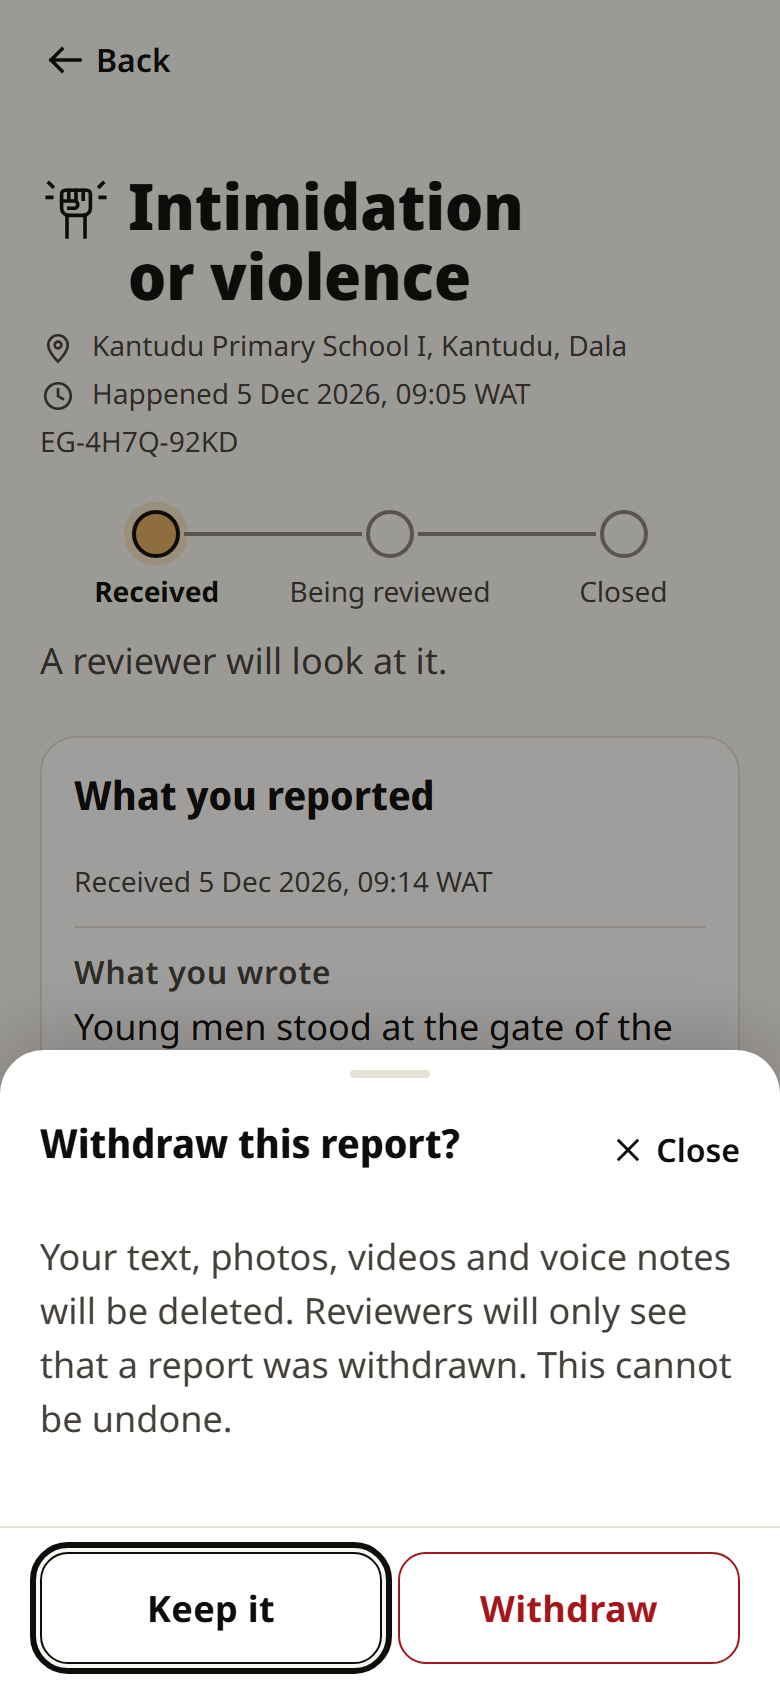 Back
Intimidation
or violence
Kantudu Primary School I, Kantudu, Dala
Happened 5 Dec 2026, 09:05 WAT
EG-4H7Q-92KD
Received
Being reviewed
Closed
A reviewer will look at it.
What you reported
Received 5 Dec 2026, 09:14 WAT
What you wrote
Young men stood at the gate of the
Withdraw this report?
Close
Your text, photos, videos and voice notes
will be deleted. Reviewers will only see
that a report was withdrawn. This cannot
be undone.
Keep it
Withdraw